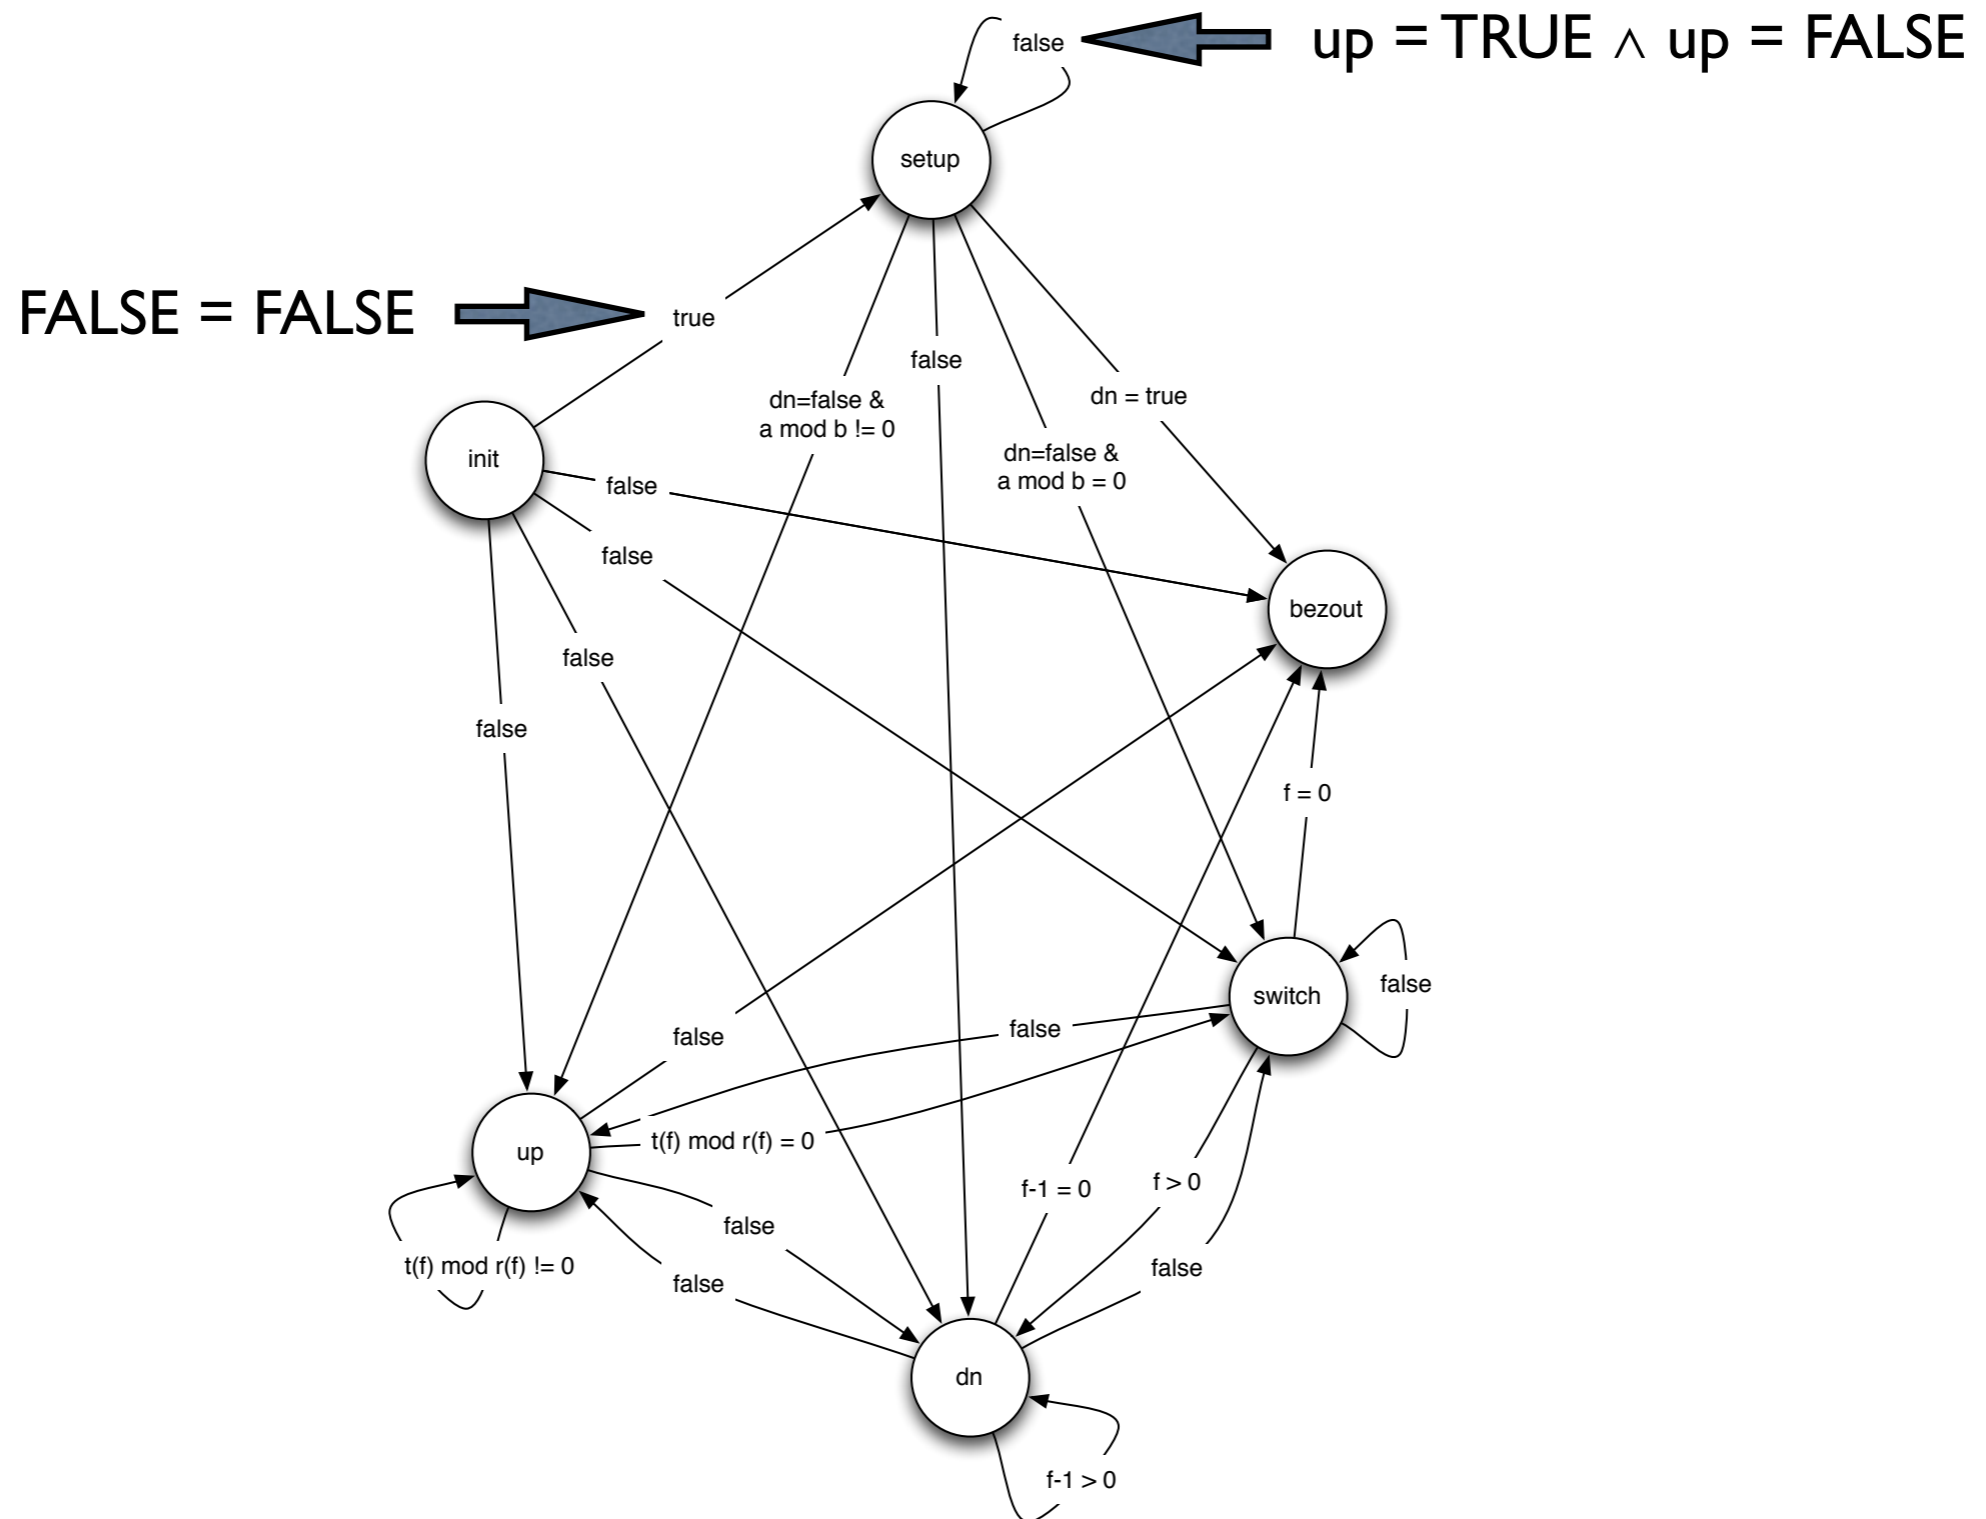 false
up = TRUE ∧ up = FALSE
setup
FALSE = FALSE
true
false
dn=false &
a mod b != 0
dn = true
dn=false &
a mod b = 0
init
false
false
bezout
false
false
f = 0
switch
false
false
false
up
t(f) mod r(f) = 0
f-1 = 0
f > 0
false
t(f) mod r(f) != 0
false
false
dn
f-1 > 0